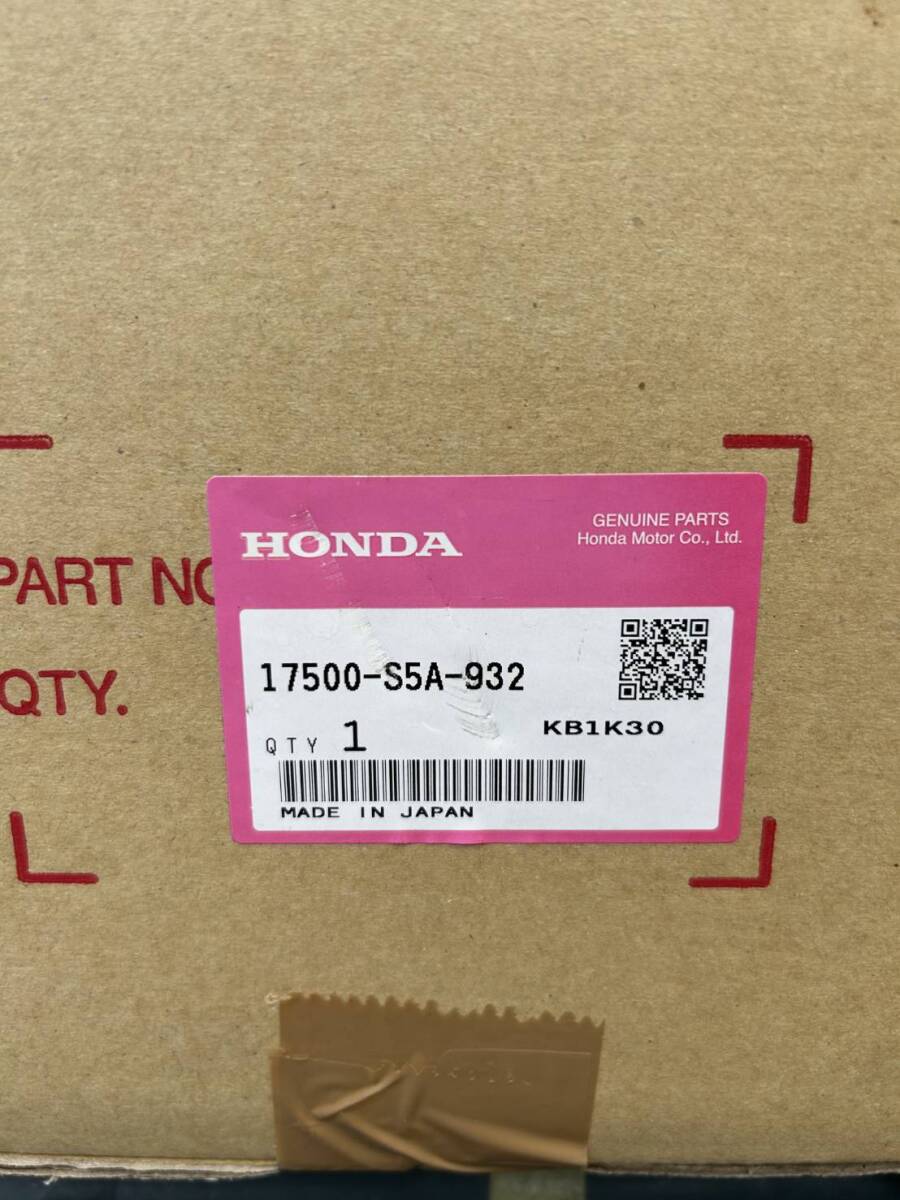 HONDA
GENUINE PARTS
Honda Motor Co., Ltd.
PART NO
QTY.
17500-S5A-932
QTY 1
KB1K30
MADE IN JAPAN